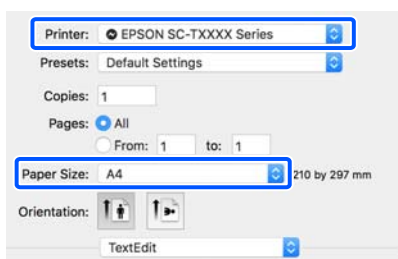 Printer: EPSON SC-TXXXX Series
Presets: Default Settings
Copies: 1
Pages: All
From: 1 to: 1
Paper Size: A4 210 by 297 mm
Orientation:
TextEdit